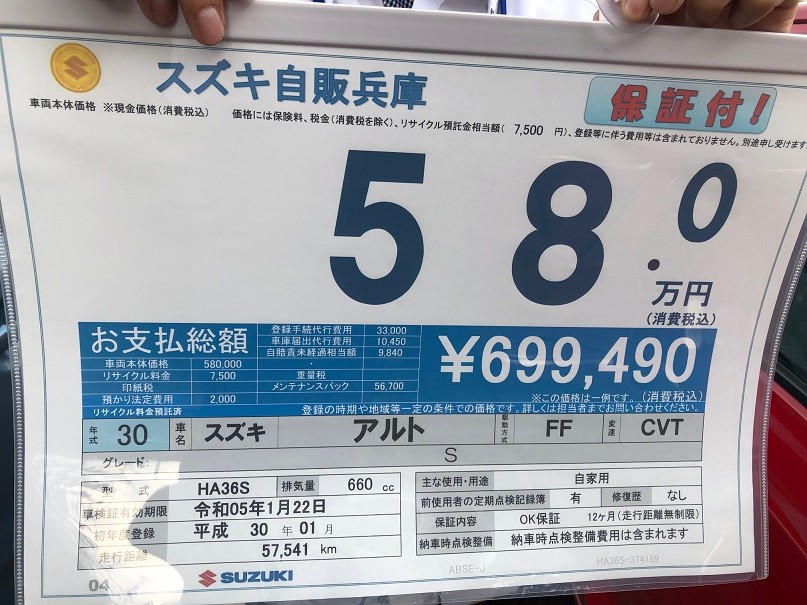 スズキ自販兵庫
保証付!
車両本体価格 ※現金価格(消費税込) 価格には保険料、税金(消費税を除く)、リサイクル預託金相当額( 7,500 円)、登録等に伴う費用等は含まれておりません。別途申し受けます
58.0
万円
(消費税込)
お支払総額
登録手続代行費用 33,000
車庫届出代行費用 10,450
自賠責未経過相当額 9,840
車両本体価格 580,000
リサイクル料金 7,500 重量税
印紙税 メンテナンスパック 56,700
預かり法定費用 2,000
リサイクル料金預託済
¥699,490
※この価格は一例です。(消費税込)
登録の時期や地域等一定の条件での価格です。詳しくは担当者までお問い合わせください。
年式 30 車名 スズキ アルト 駆動方式 FF 変速 CVT
グレード: S
型式 HA36S 排気量 660 cc
車検証有効期限 令和05年1月22日
初年度登録 平成 30 年 01 月
走行距離 57,541 km
主な使用・用途 自家用
前使用者の定期点検記録簿 有 修復歴 なし
保証内容 OK保証 12ヶ月(走行距離無制限)
納車時点検整備 納車時点検整備費用は含まれます
04 SUZUKI
ABSE-J
HA36S-374189